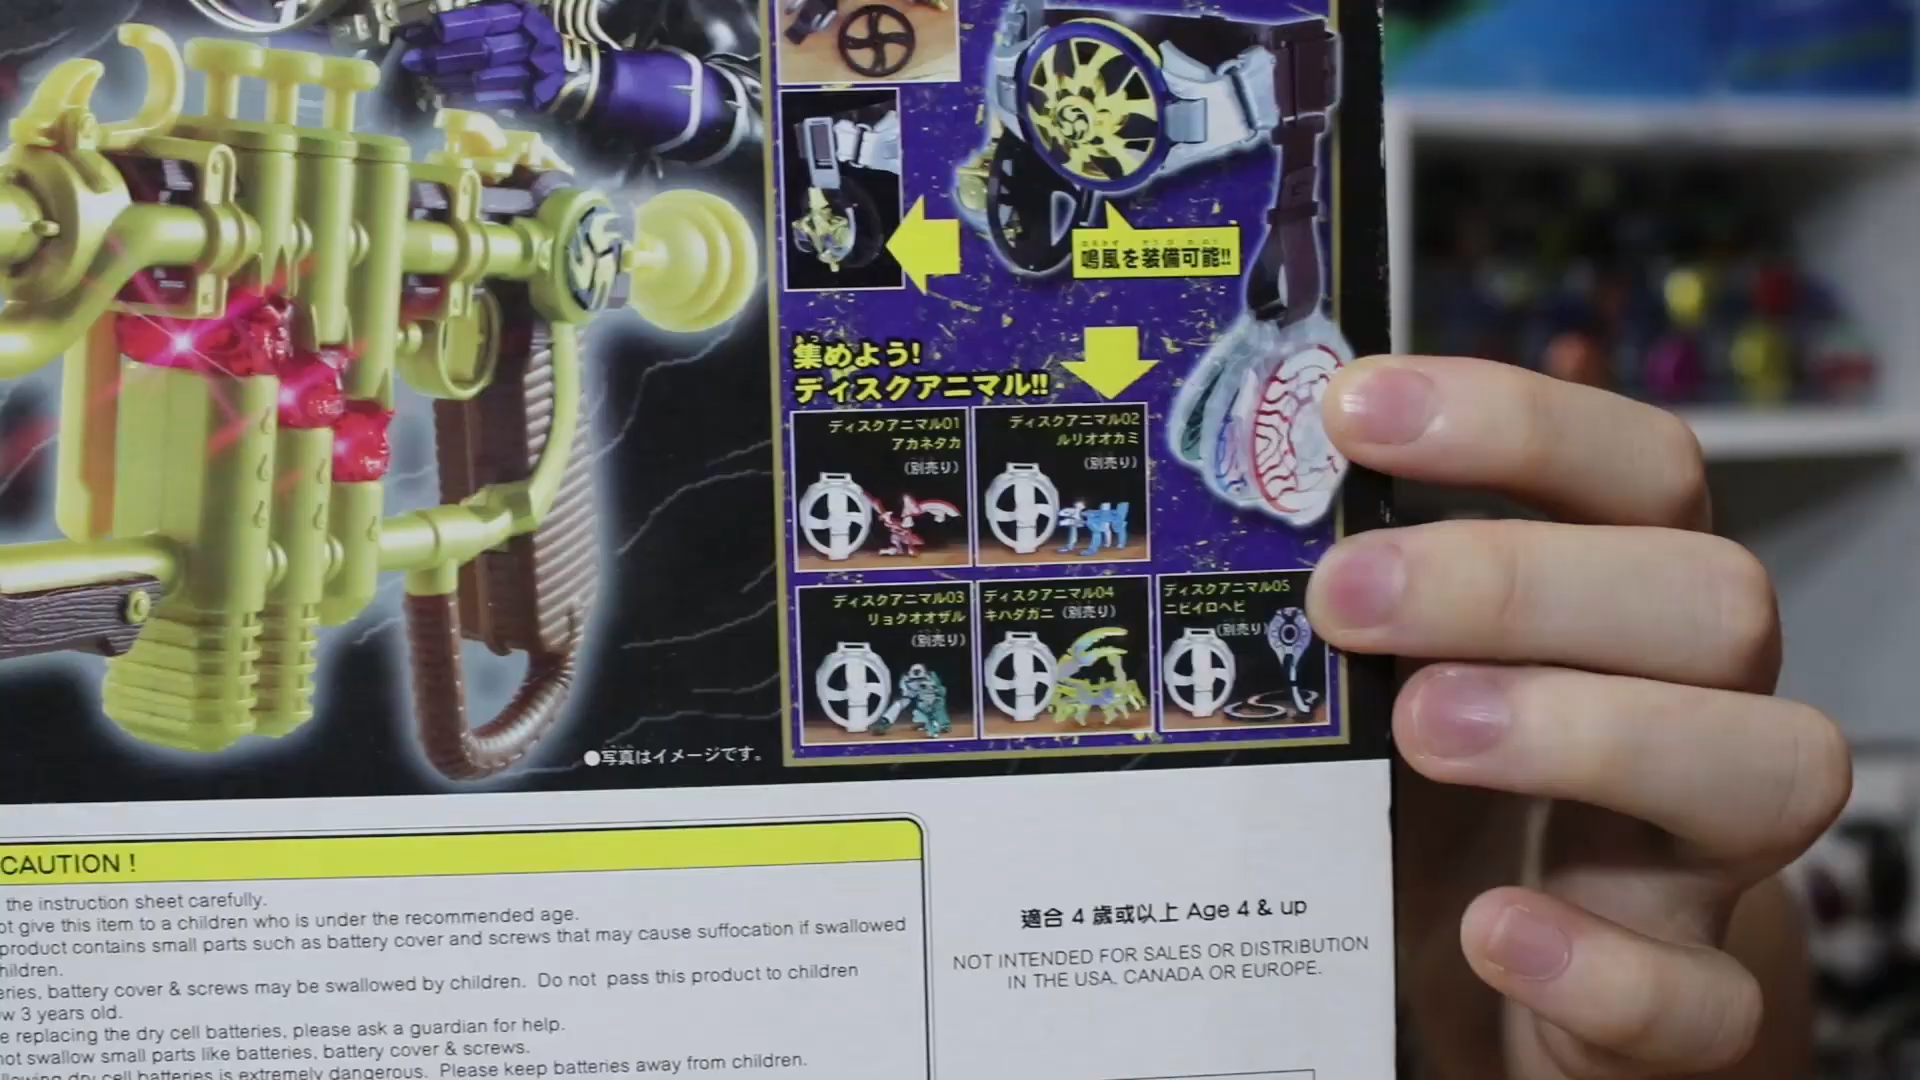 鳴風を装備可能!!
集めよう!
ディスクアニマル!!
ディスクアニマル01
アカネタカ
(別売り)
ディスクアニマル02
ルリオオカミ
(別売り)
ディスクアニマル03
リョクオオザル
(別売り)
ディスクアニマル04
キハダガニ (別売り)
ディスクアニマル05
ニビイロヘビ
(別売り)
●写真はイメージです。
CAUTION !
the instruction sheet carefully.
give this item to a children who is under the recommended age.
product contains small parts such as battery cover and screws that may cause suffocation if swallowed
battery cover & screws may be swallowed by children. Do not pass this product to children
3 years old.
replacing the dry cell batteries, please ask a guardian for help.
not swallow small parts like batteries, battery cover & screws.
dry cell batteries is extremely dangerous. Please keep batteries away from children.
適合 4 歲或以上 Age 4 & up
NOT INTENDED FOR SALES OR DISTRIBUTION
IN THE USA, CANADA OR EUROPE.